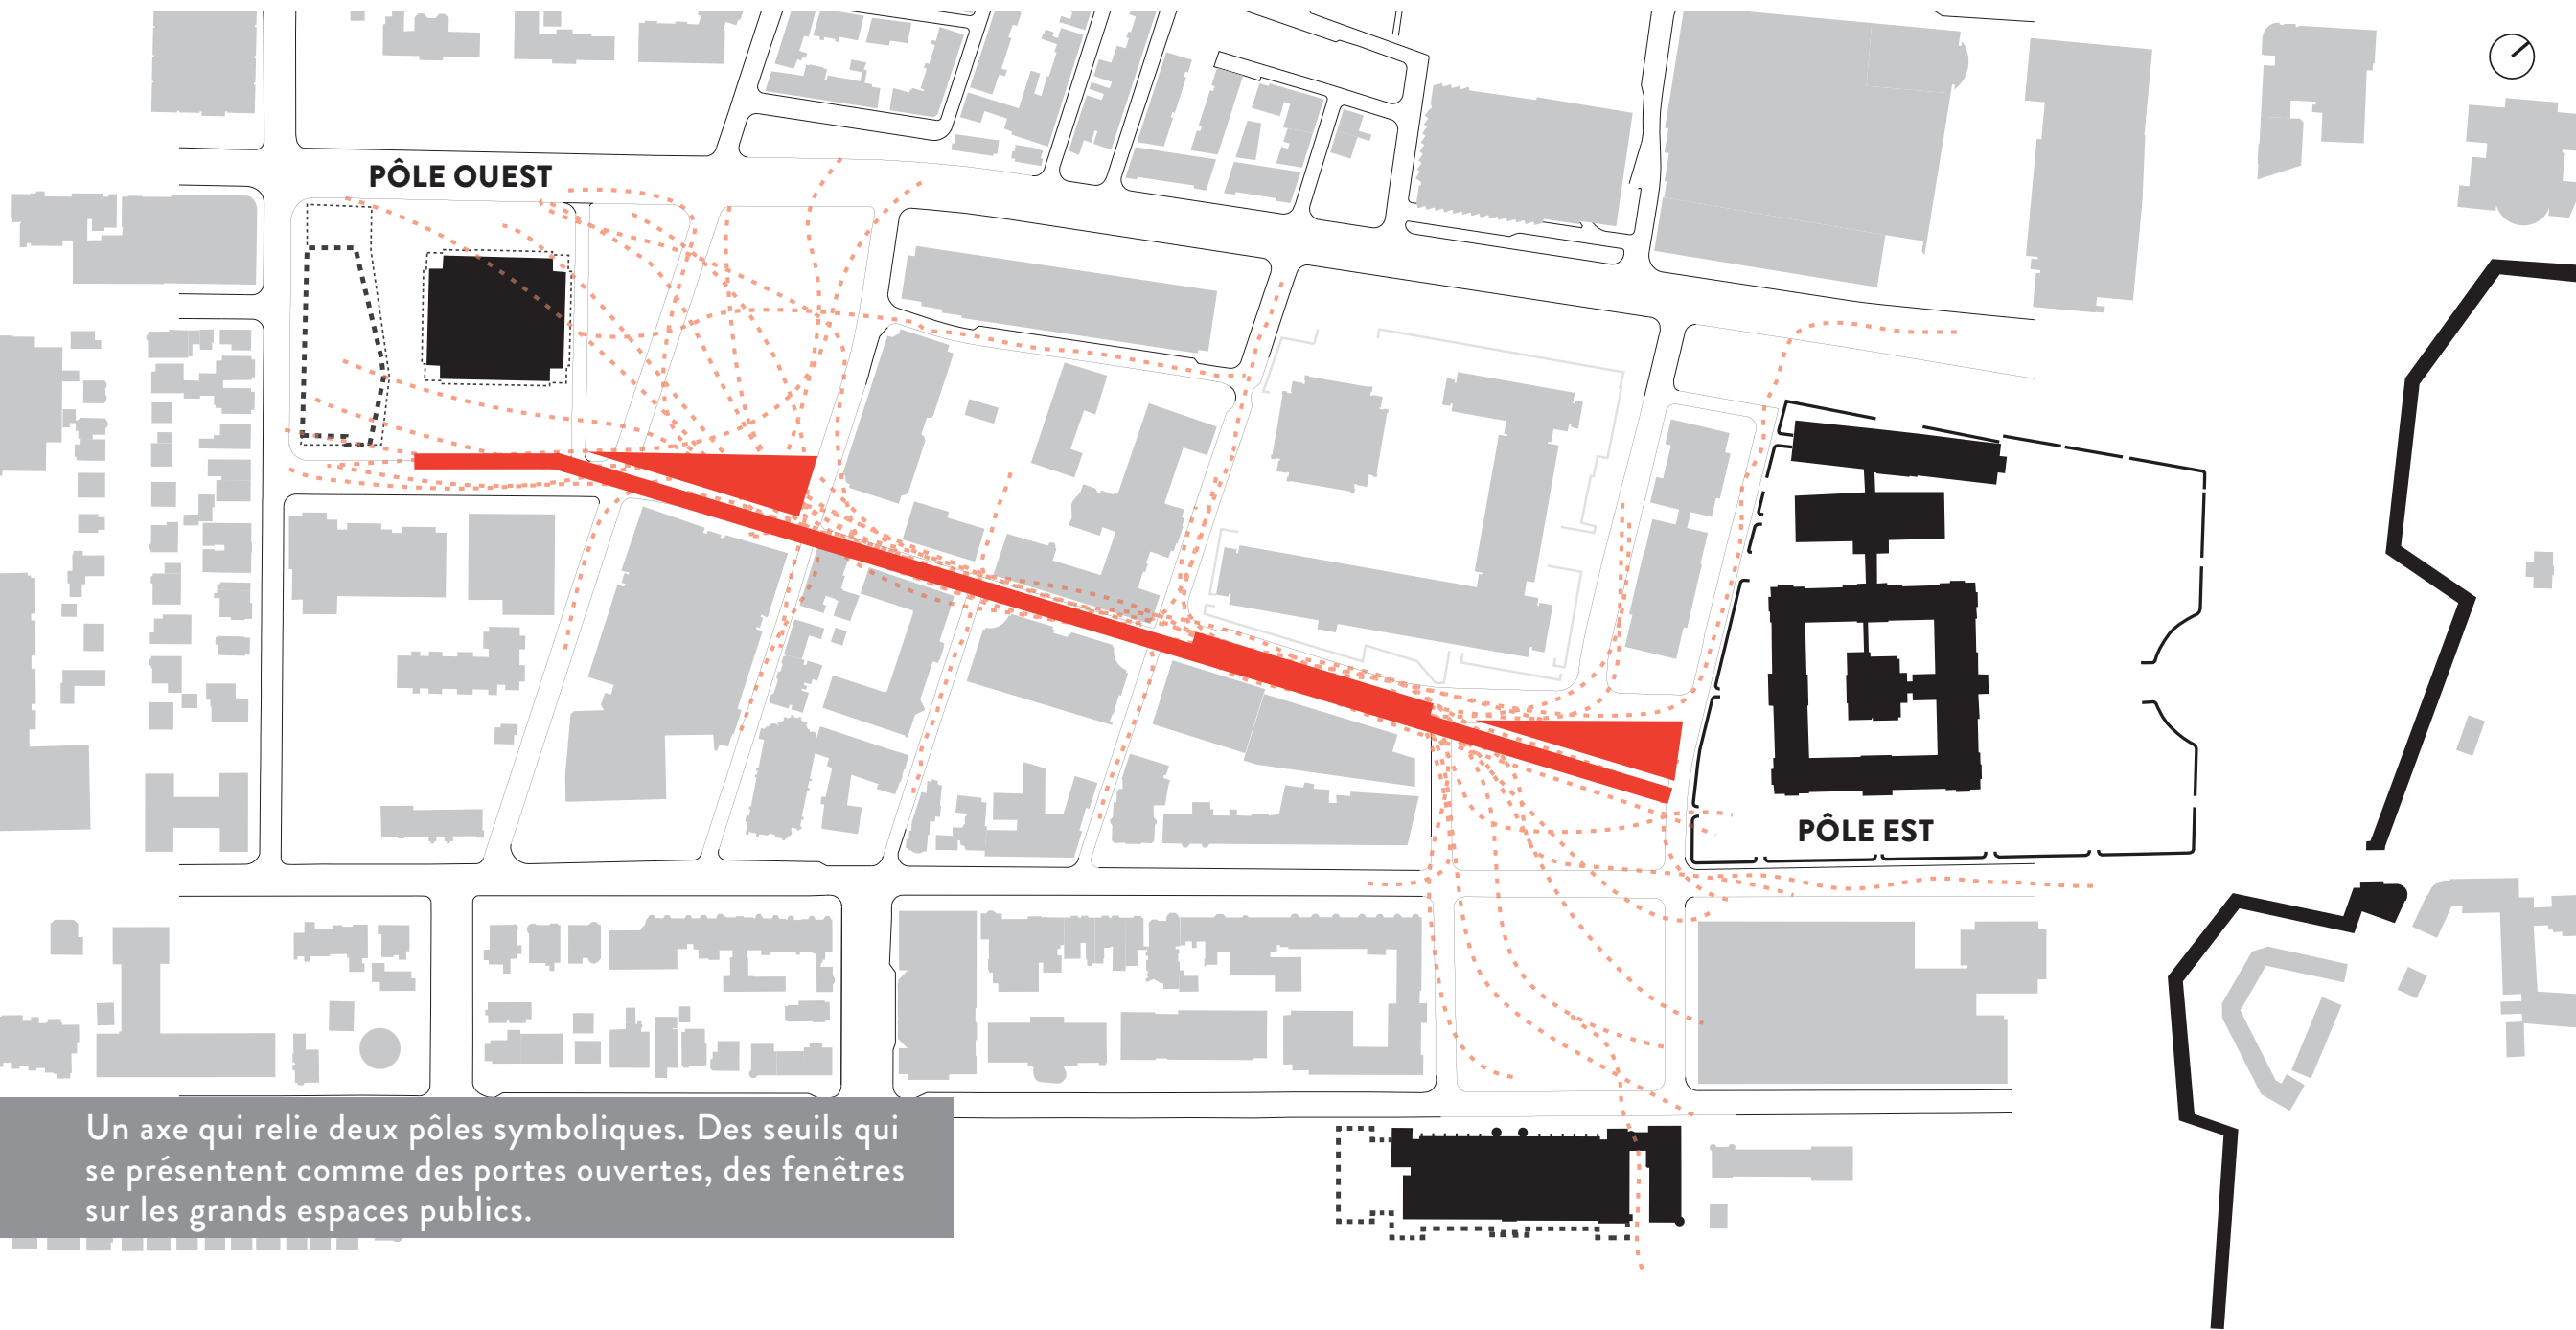 PÔLE OUEST
PÔLE EST
Un axe qui relie deux pôles symboliques. Des seuils qui
se présentent comme des portes ouvertes, des fenêtres
sur les grands espaces publics.